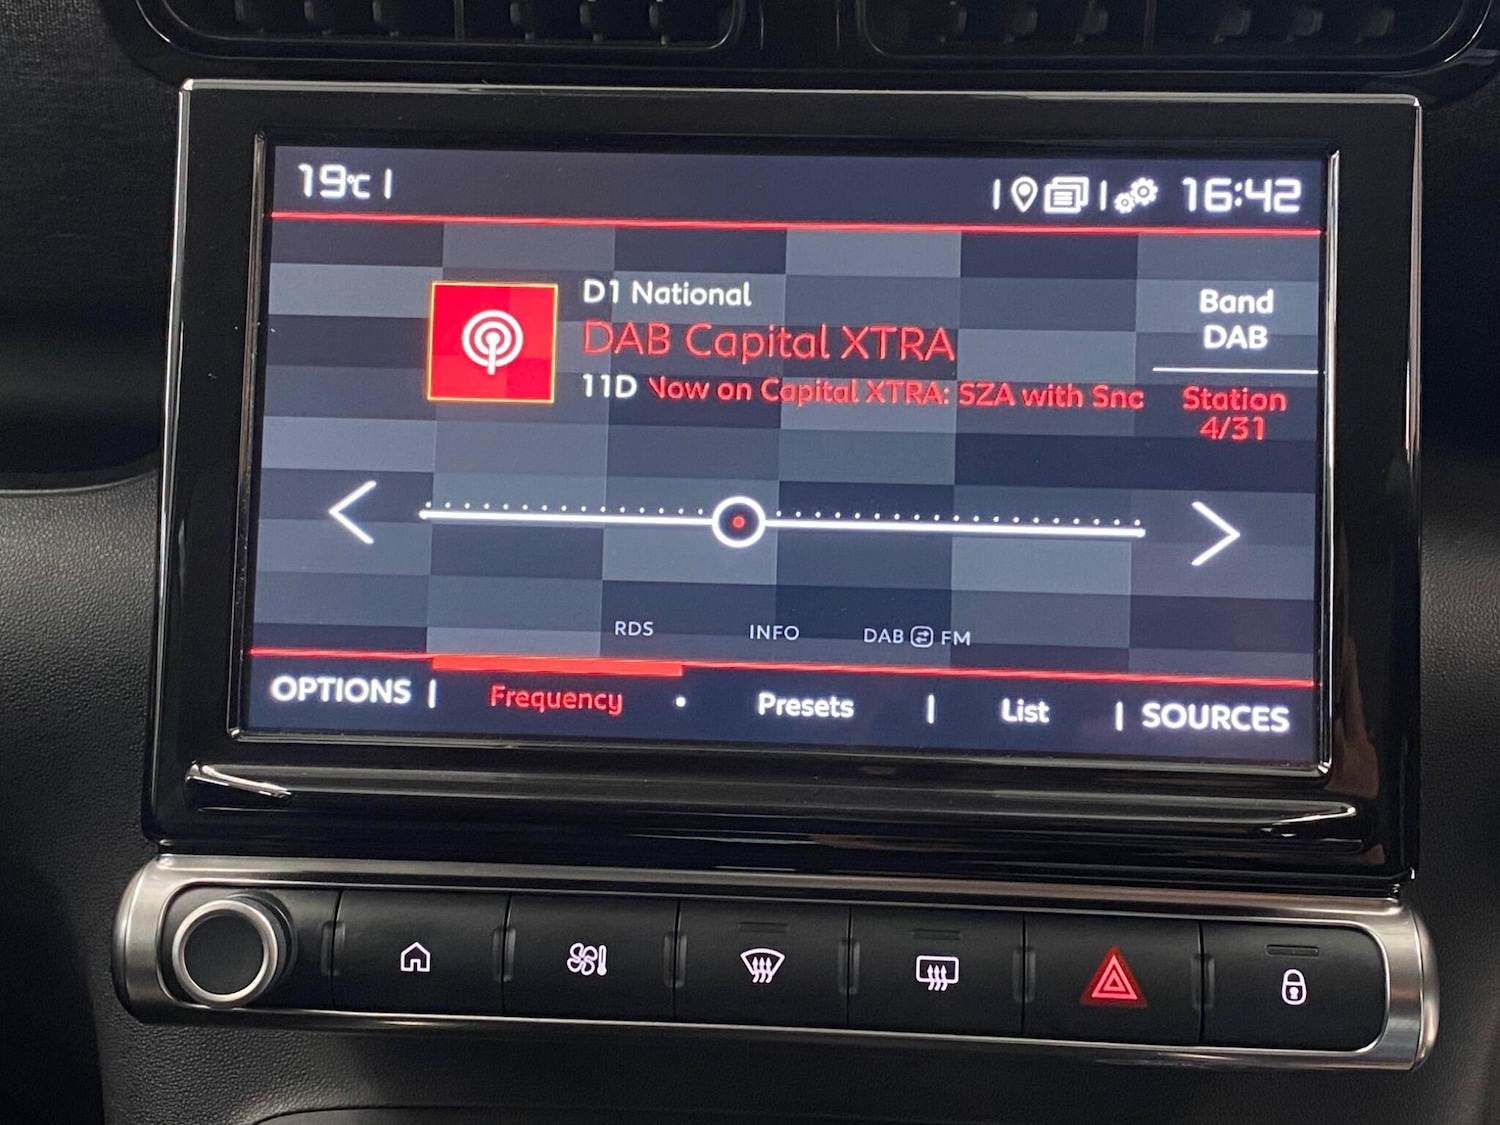 19°C
16:42
D1 National
DAB Capital XTRA
11D Now on Capital XTRA: SZA with Snc
Band
DAB
Station
4/31
RDS INFO DAB FM
OPTIONS Frequency Presets List SOURCES